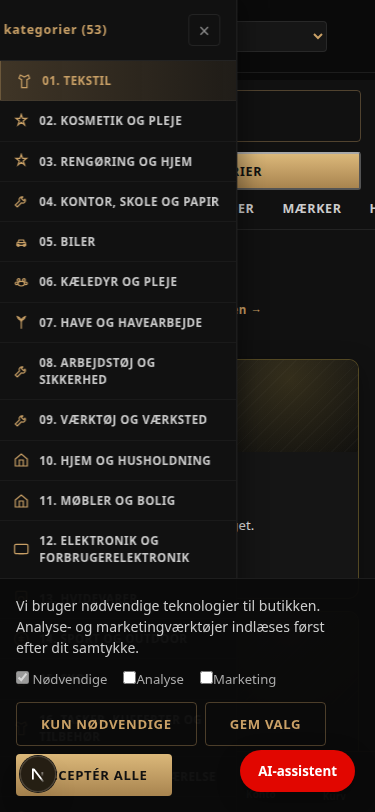 kategorier (53)
×
01. TEKSTIL
02. KOSMETIK OG PLEJE
03. RENGØRING OG HJEM
RIER
04. KONTOR, SKOLE OG PAPIR
ER MÆRKER H
05. BILER
06. KÆLEDYR OG PLEJE
en →
07. HAVE OG HAVEARBEJDE
08. ARBEJDSTØJ OG
SIKKERHED
09. VÆRKTØJ OG VÆRKSTED
10. HJEM OG HUSHOLDNING
11. MØBLER OG BOLIG
get.
12. ELEKTRONIK OG
FORBRUGERELEKTRONIK
Vi bruger nødvendige teknologier til butikken.
Analyse- og marketingværktøjer indlæses først
efter dit samtykke.
Nødvendige Analyse Marketing
KUN NØDVENDIGE
GEM VALG
N
CEPTÉR ALLE
AI-assistent